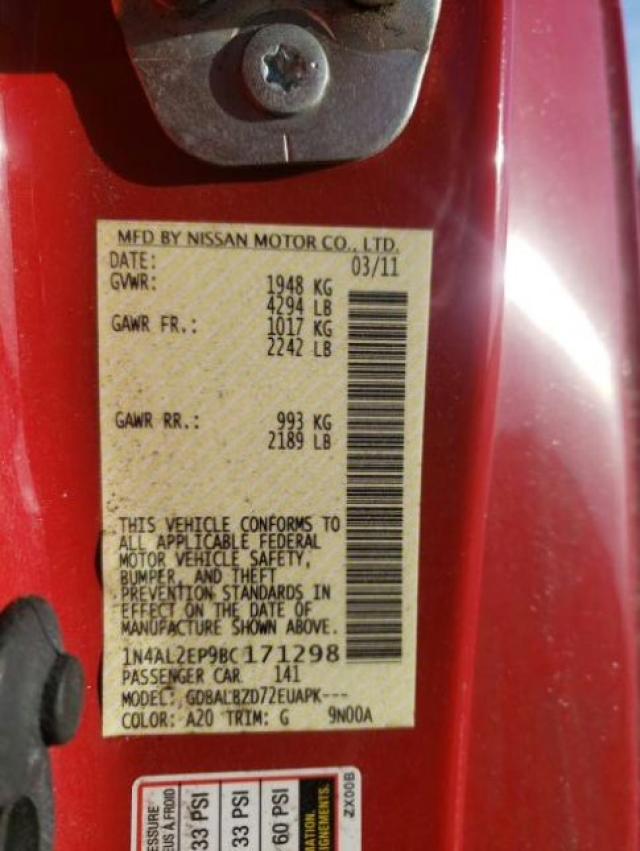 MFD BY NISSAN MOTOR CO., LTD.
DATE: 03/11
GVWR: 1948 KG
4294 LB
GAWR FR.: 1017 KG
2242 LB
GAWR RR.: 993 KG
2189 LB
THIS VEHICLE CONFORMS TO
ALL APPLICABLE FEDERAL
MOTOR VEHICLE SAFETY,
BUMPER, AND THEFT
PREVENTION STANDARDS IN
EFFECT ON THE DATE OF
MANUFACTURE SHOWN ABOVE.
1N4AL2EP9BC171298
PASSENGER CAR 141
MODEL: GDBALBZD72EUAPK---
COLOR: A20 TRIM: G 9N00A
33 PSI
33 PSI
60 PSI
ZX00B